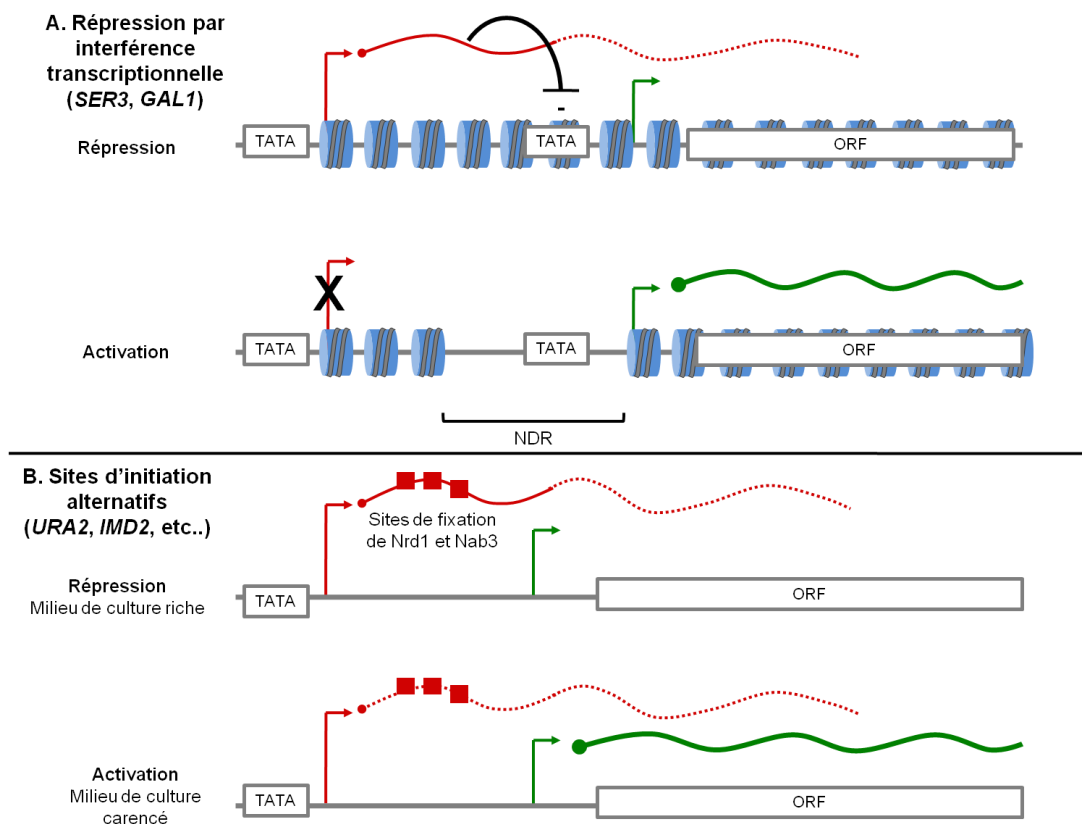 A. Répression par
interférence
transcriptionnelle
(SER3, GAL1)
Répression
TATA
-
TATA
ORF
X
Activation
TATA
TATA
ORF
NDR
B. Sites d'initiation
alternatifs
(URA2, IMD2, etc..)
Sites de fixation
de Nrd1 et Nab3
Répression
Milieu de culture riche
TATA
ORF
Activation
Milieu de culture
carencé
TATA
ORF